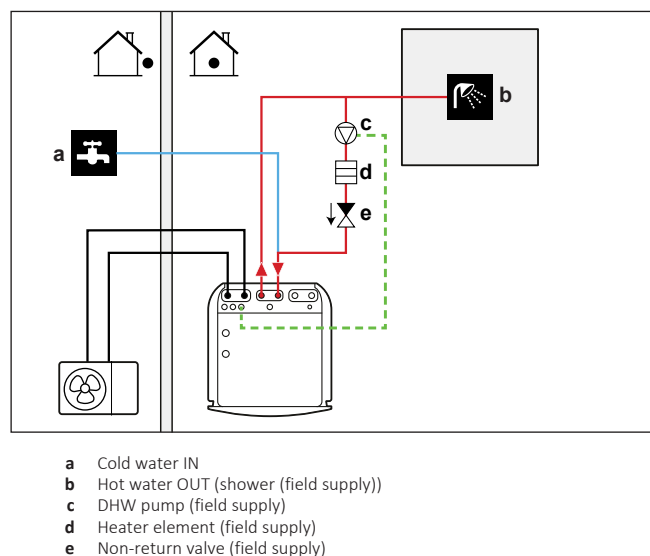 a
b
c
d
e
a Cold water IN
b Hot water OUT (shower (field supply))
c DHW pump (field supply)
d Heater element (field supply)
e Non-return valve (field supply)